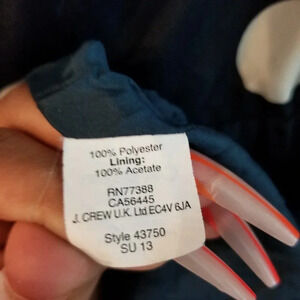 100% Polyester
Lining:
100% Acetate
RN77388
CA56445
J. CREW U.K. Ltd EC4V 6JA
Style 43750
SU 13